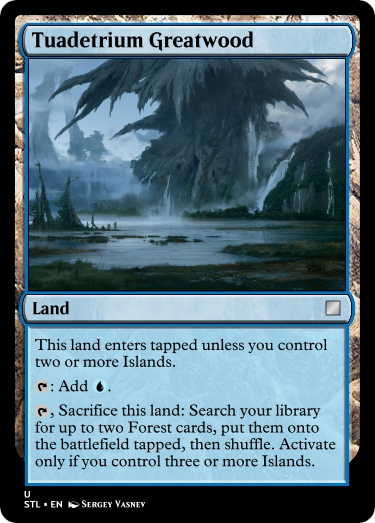 Tuadetrium Greatwood
Land
This land enters tapped unless you control
two or more Islands.
: Add .
, Sacrifice this land: Search your library
for up to two Forest cards, put them onto
the battlefield tapped, then shuffle. Activate
only if you control three or more Islands.
U
STL • EN Sergey Vasnev